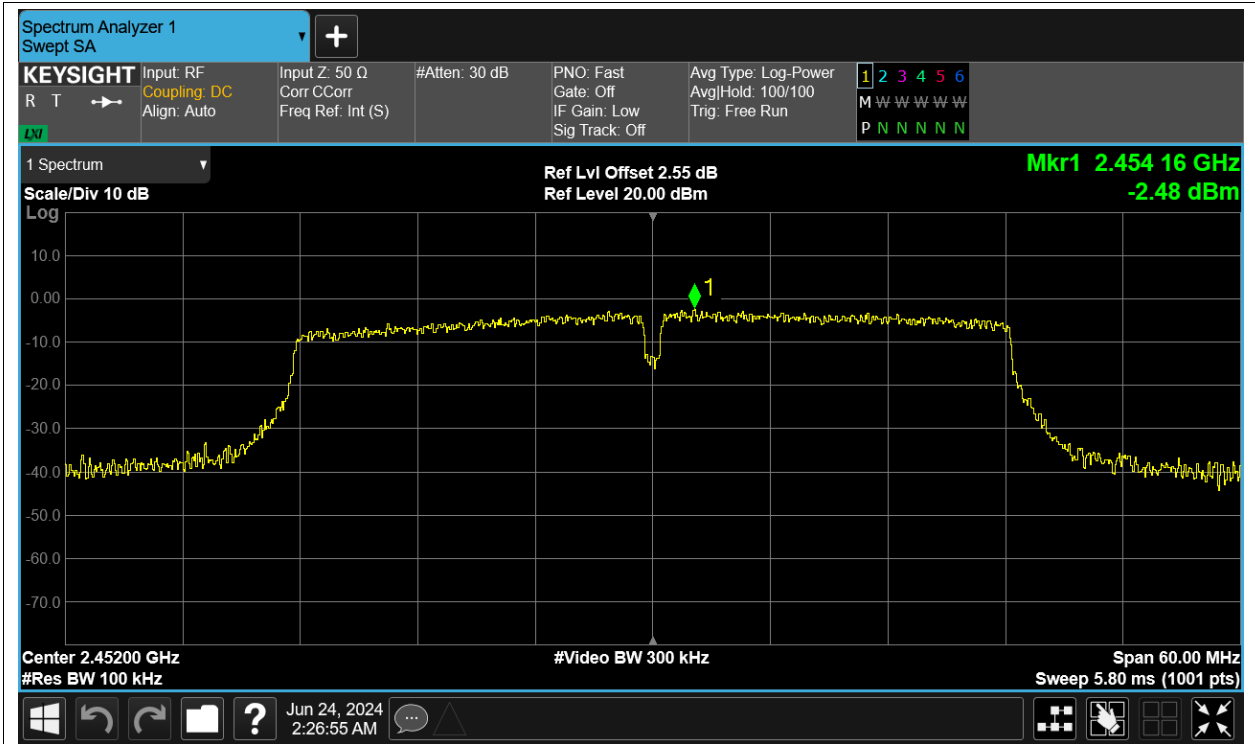 Spectrum Analyzer 1
Swept SA
KEYSIGHT
R T
LXI
Input: RF
Coupling: DC
Align: Auto
Input Z: 50 Ω
Corr CCorr
Freq Ref: Int (S)
#Atten: 30 dB
PNO: Fast
Gate: Off
IF Gain: Low
Sig Track: Off
Avg Type: Log-Power
Avg|Hold: 100/100
Trig: Free Run
1 2 3 4 5 6
M W W W W W
P N N N N N
1 Spectrum
Scale/Div 10 dB
Log
Ref Lvl Offset 2.55 dB
Ref Level 20.00 dBm
Mkr1 2.454 16 GHz
-2.48 dBm
10.0
0.00
-10.0
-20.0
-30.0
-40.0
-50.0
-60.0
-70.0
1
Center 2.45200 GHz
#Res BW 100 kHz
#Video BW 300 kHz
Span 60.00 MHz
Sweep 5.80 ms (1001 pts)
?
Jun 24, 2024
2:26:55 AM